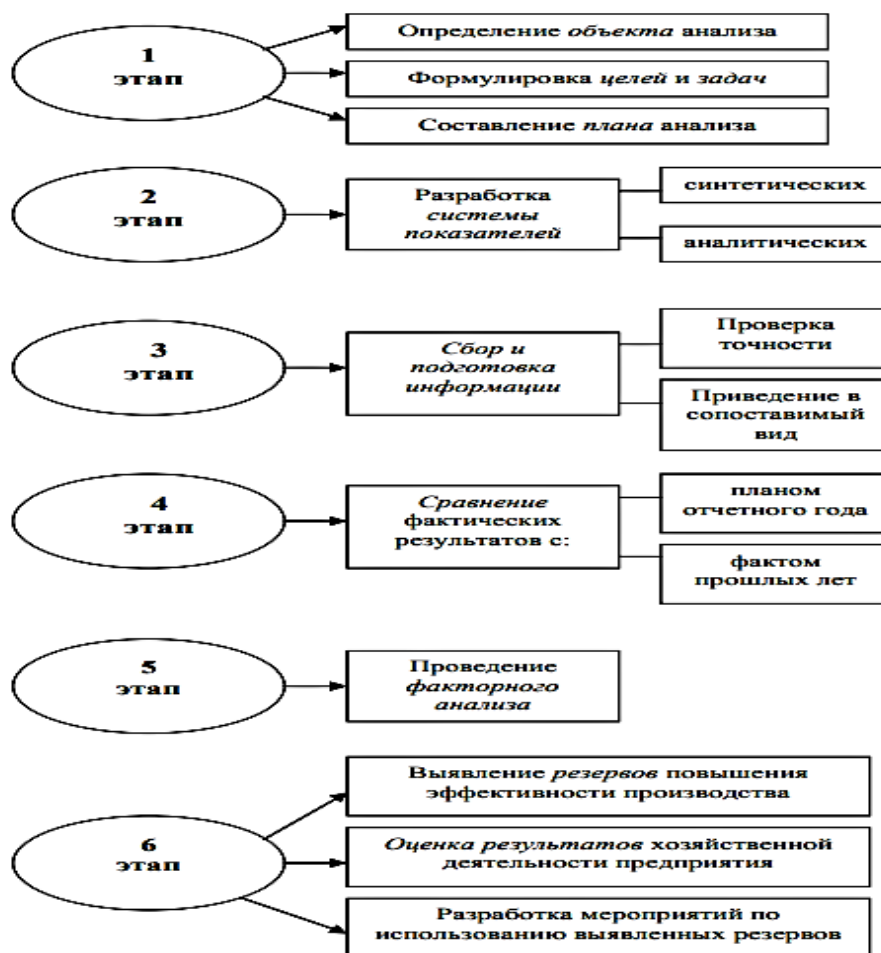 1
этап
Определение объекта анализа
Формулировка целей и задач
Составление плана анализа
2
этап
Разработка
системы
показателей
синтетических
аналитических
3
этап
Сбор и
подготовка
информации
Проверка
точности
Приведение в
сопоставимый
вид
4
этап
Сравнение
фактических
результатов с:
планом
отчетного года
фактом
прошлых лет
5
этап
Проведение
факторного
анализа
6
этап
Выявление резервов повышения
эффективности производства
Оценка результатов хозяйственной
деятельности предприятия
Разработка мероприятий по
использованию выявленных резервов